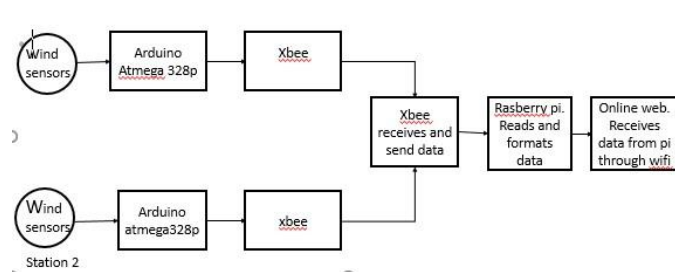 Wind
sensors
Arduino
Atmega 328p
Xbee
Xbee
receives and
send data
Rasberry pi.
Reads and
formats
data
Online web.
Receives
data from pi
through wifi
Wind
sensors
Arduino
atmega328p
xbee
Station 2